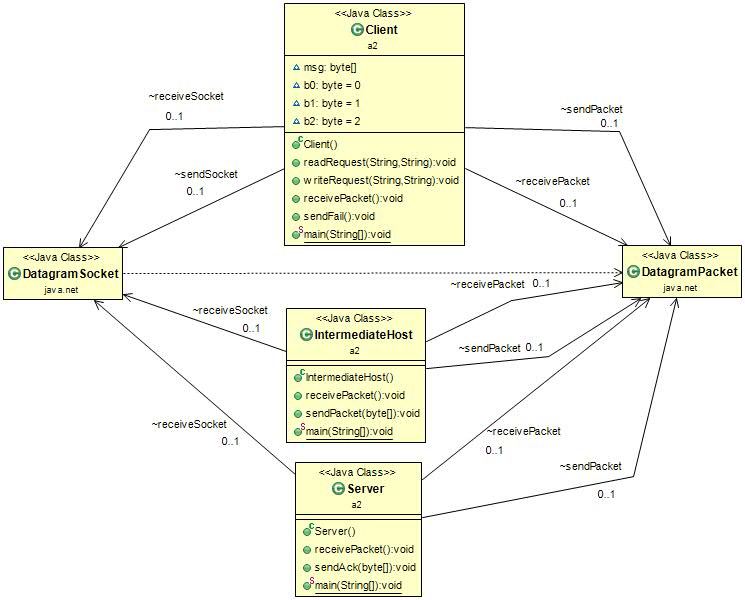 <<Java Class>>
Client
a2
msg: byte[]
b0: byte = 0
b1: byte = 1
b2: byte = 2
Client()
readRequest(String,String):void
writeRequest(String,String):void
receivePacket():void
sendFail():void
main(String[]):void
~receiveSocket
0..1
~sendSocket
0..1
~sendPacket
0..1
~receivePacket
0..1
<<Java Class>>
DatagramSocket
java.net
<<Java Class>>
DatagramPacket
java.net
~receiveSocket
0..1
~receivePacket 0..1
~sendPacket 0..1
<<Java Class>>
IntermediateHost
a2
IntermediateHost()
receivePacket():void
sendPacket(byte[]):void
main(String[]):void
~receiveSocket
0..1
~receivePacket
0..1
~sendPacket
0..1
<<Java Class>>
Server
a2
Server()
receivePacket():void
sendAck(byte[]):void
main(String[]):void